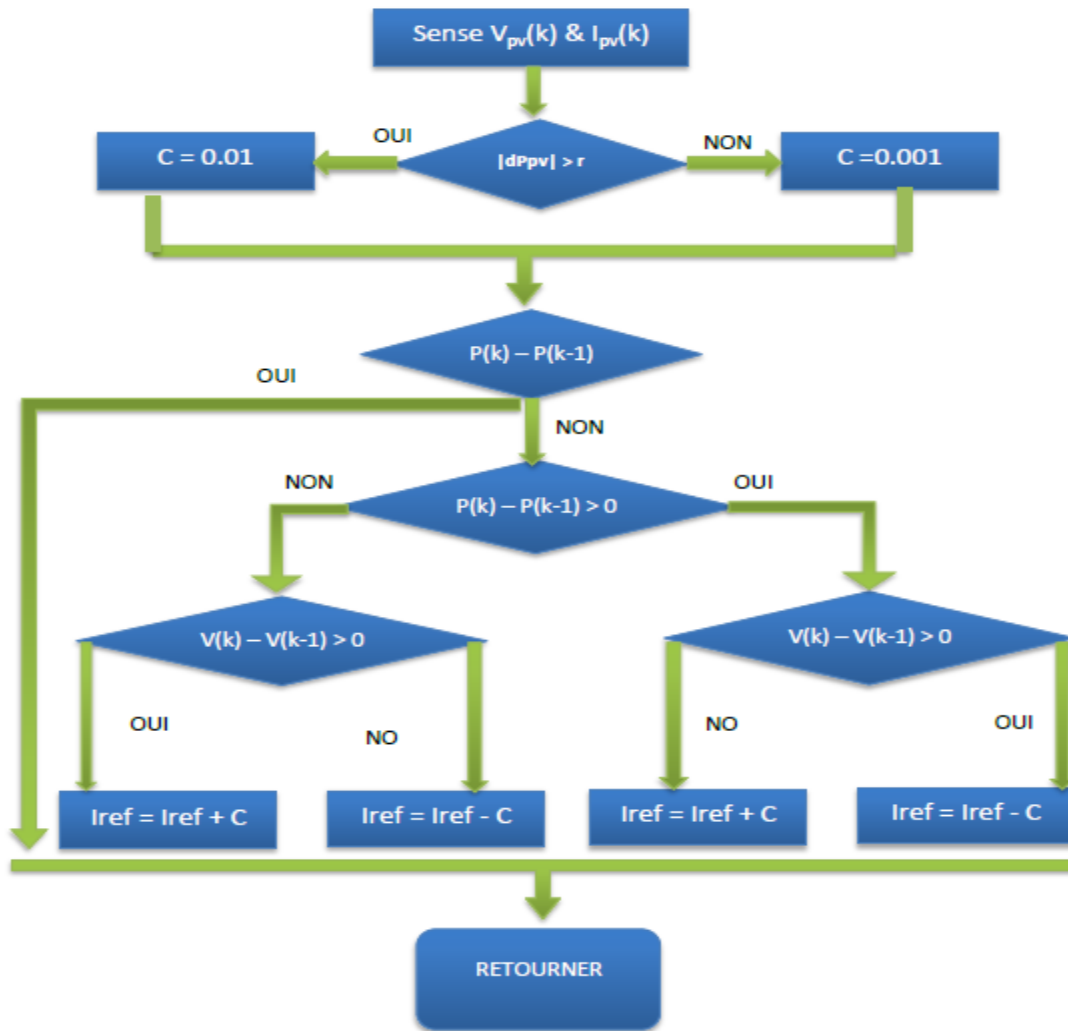 Sense Vpv(k) & Ipv(k)
OUI
NON
C = 0.01
|dPpv| > r
C =0.001
P(k) – P(k-1)
OUI
NON
NON
OUI
P(k) – P(k-1) > 0
V(k) – V(k-1) > 0
V(k) – V(k-1) > 0
OUI
NO
NO
OUI
Iref = Iref + C
Iref = Iref - C
Iref = Iref + C
Iref = Iref - C
RETOURNER